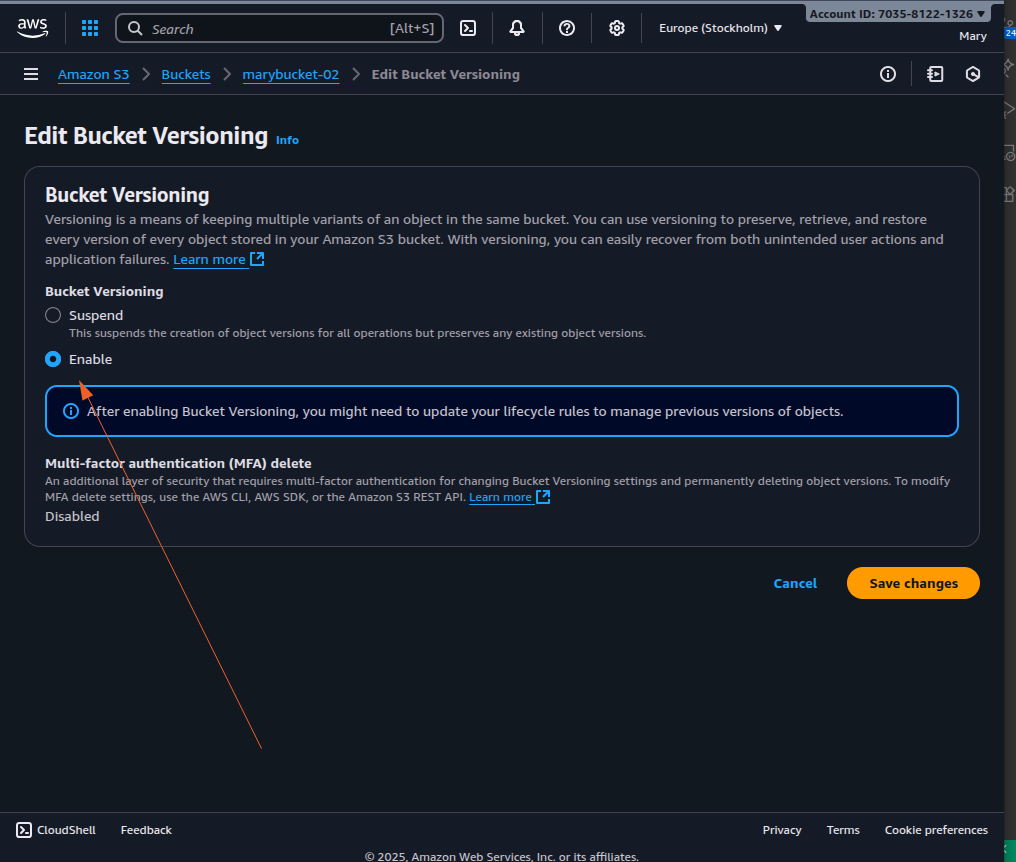 aws
Search
[Alt+S]
Europe (Stockholm)
Account ID: 7035-8122-1326
Mary
24
Amazon S3
Buckets
marybucket-02
Edit Bucket Versioning
Edit Bucket Versioning Info
Bucket Versioning
Versioning is a means of keeping multiple variants of an object in the same bucket. You can use versioning to preserve, retrieve, and restore
every version of every object stored in your Amazon S3 bucket. With versioning, you can easily recover from both unintended user actions and
application failures. Learn more
Bucket Versioning
Suspend
This suspends the creation of object versions for all operations but preserves any existing object versions.
Enable
After enabling Bucket Versioning, you might need to update your lifecycle rules to manage previous versions of objects.
Multi-factor authentication (MFA) delete
An additional layer of security that requires multi-factor authentication for changing Bucket Versioning settings and permanently deleting object versions. To modify
MFA delete settings, use the AWS CLI, AWS SDK, or the Amazon S3 REST API. Learn more
Disabled
Cancel
Save changes
CloudShell
Feedback
Privacy
Terms
Cookie preferences
© 2025, Amazon Web Services, Inc. or its affiliates.